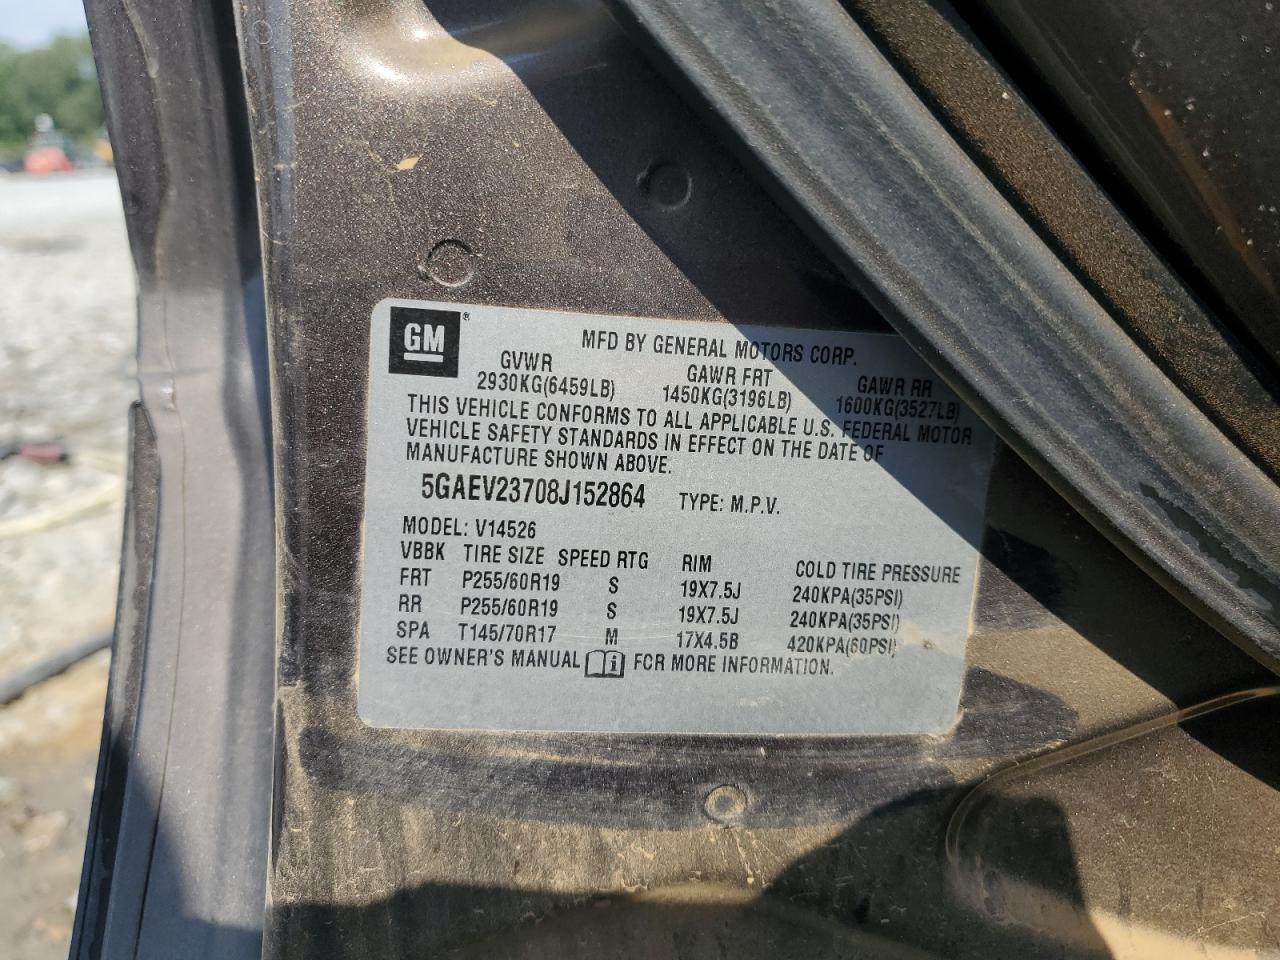 GM®
MFD BY GENERAL MOTORS CORP.
GVWR GAWR FRT GAWR RR
2930KG(6459LB) 1450KG(3196LB) 1600KG(3527LB)
THIS VEHICLE CONFORMS TO ALL APPLICABLE U.S. FEDERAL MOTOR
VEHICLE SAFETY STANDARDS IN EFFECT ON THE DATE OF
MANUFACTURE SHOWN ABOVE.
5GAEV23708J152864 TYPE: M.P.V.
MODEL: V14526
VBBK TIRE SIZE SPEED RTG RIM COLD TIRE PRESSURE
FRT P255/60R19 S 19X7.5J 240KPA(35PSI)
RR P255/60R19 S 19X7.5J 240KPA(35PSI)
SPA T145/70R17 M 17X4.5B 420KPA(60PSI)
SEE OWNER'S MANUAL i FOR MORE INFORMATION.